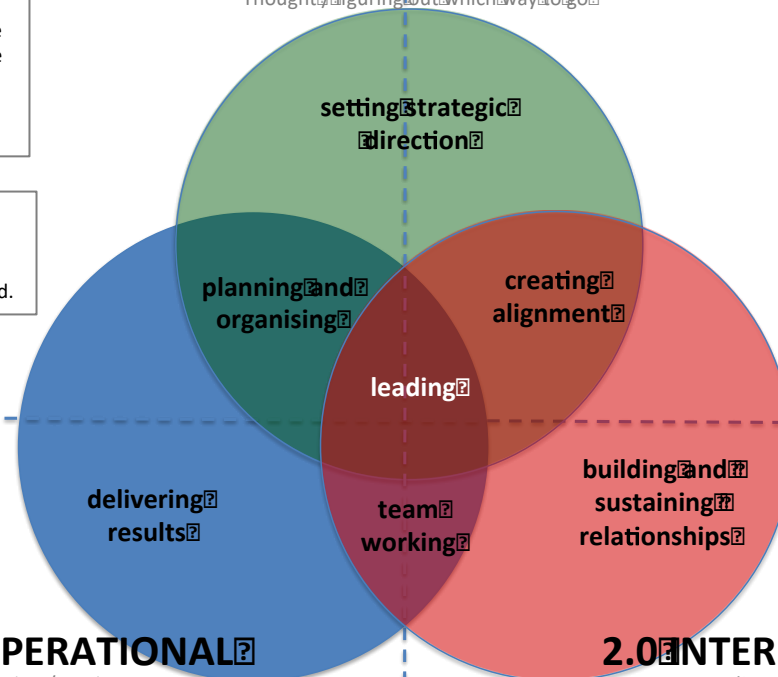 setting strategic
direction
planning and
organising
creating
alignment
leading
d.
delivering
results
building and
sustaining
relationships
team
working
PERATIONAL
2.0 INTER